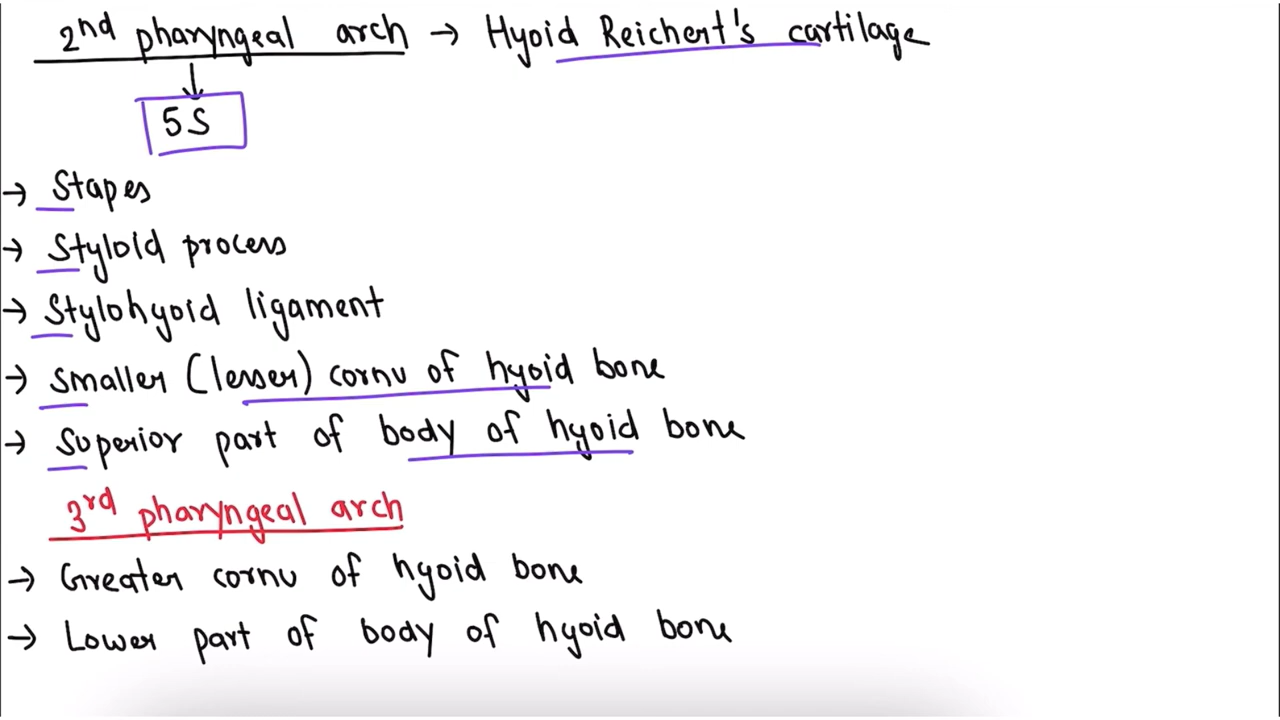 2nd pharyngeal arch → Hyoid Reichert's cartilage
↓
5S
→ Stapes
→ Styloid process
→ Stylohyoid ligament
→ Smaller (lesser) cornu of hyoid bone
→ Superior part of body of hyoid bone
3rd pharyngeal arch
→ Greater cornu of hyoid bone
→ Lower part of body of hyoid bone